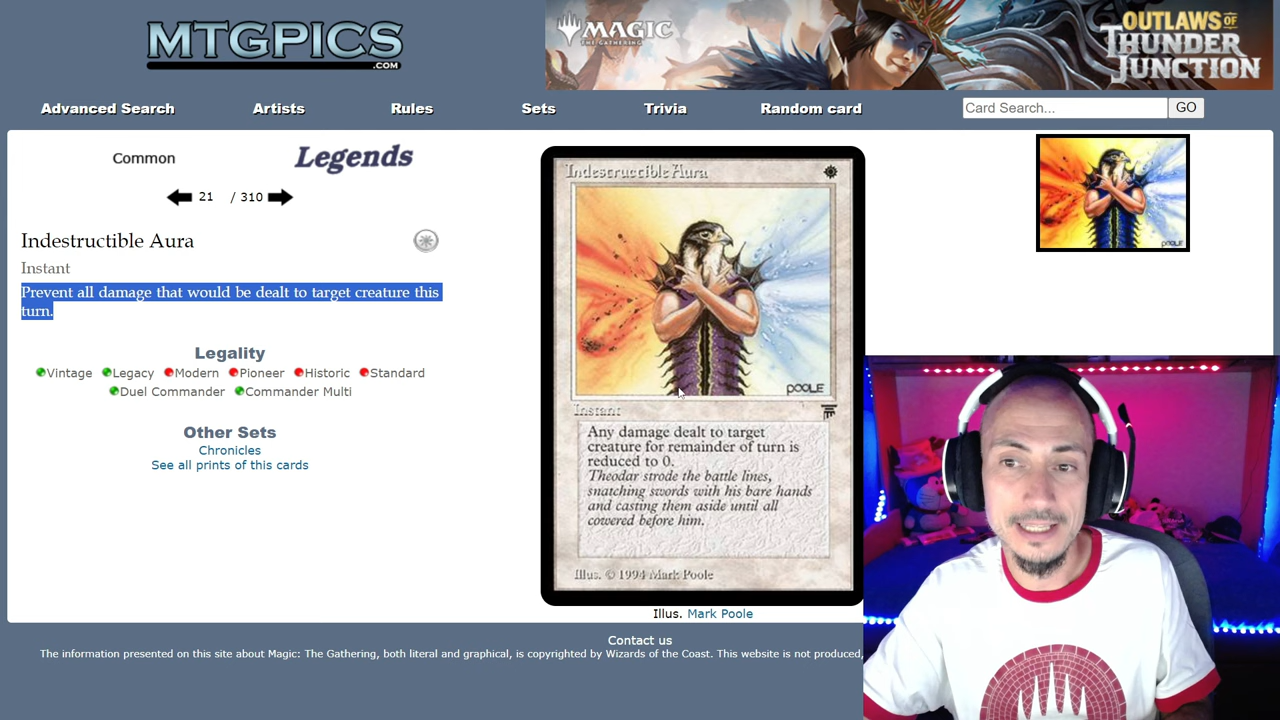 MTGPICS
.COM
MAGIC
THE GATHERING
OUTLAWS OF
THUNDER
JUNCTION
Advanced Search
Artists
Rules
Sets
Trivia
Random card
Card Search...
GO
Common
Legends
21 / 310
Indestructible Aura
Instant
Prevent all damage that would be dealt to target creature this
turn.
Legality
Vintage Legacy Modern Pioneer Historic Standard
Duel Commander Commander Multi
Other Sets
Chronicles
See all prints of this cards
Indestructible Aura
POOLE
Instant
Any damage dealt to target
creature for remainder of turn is
reduced to 0.
Theodar strode the battle lines,
snatching swords with his bare hands
and casting them aside until all
cowered before him.
Illus. © 1994 Mark Poole
Illus. Mark Poole
POOLE
Contact us
The information presented on this site about Magic: The Gathering, both literal and graphical, is copyrighted by Wizards of the Coast. This website is not produced,